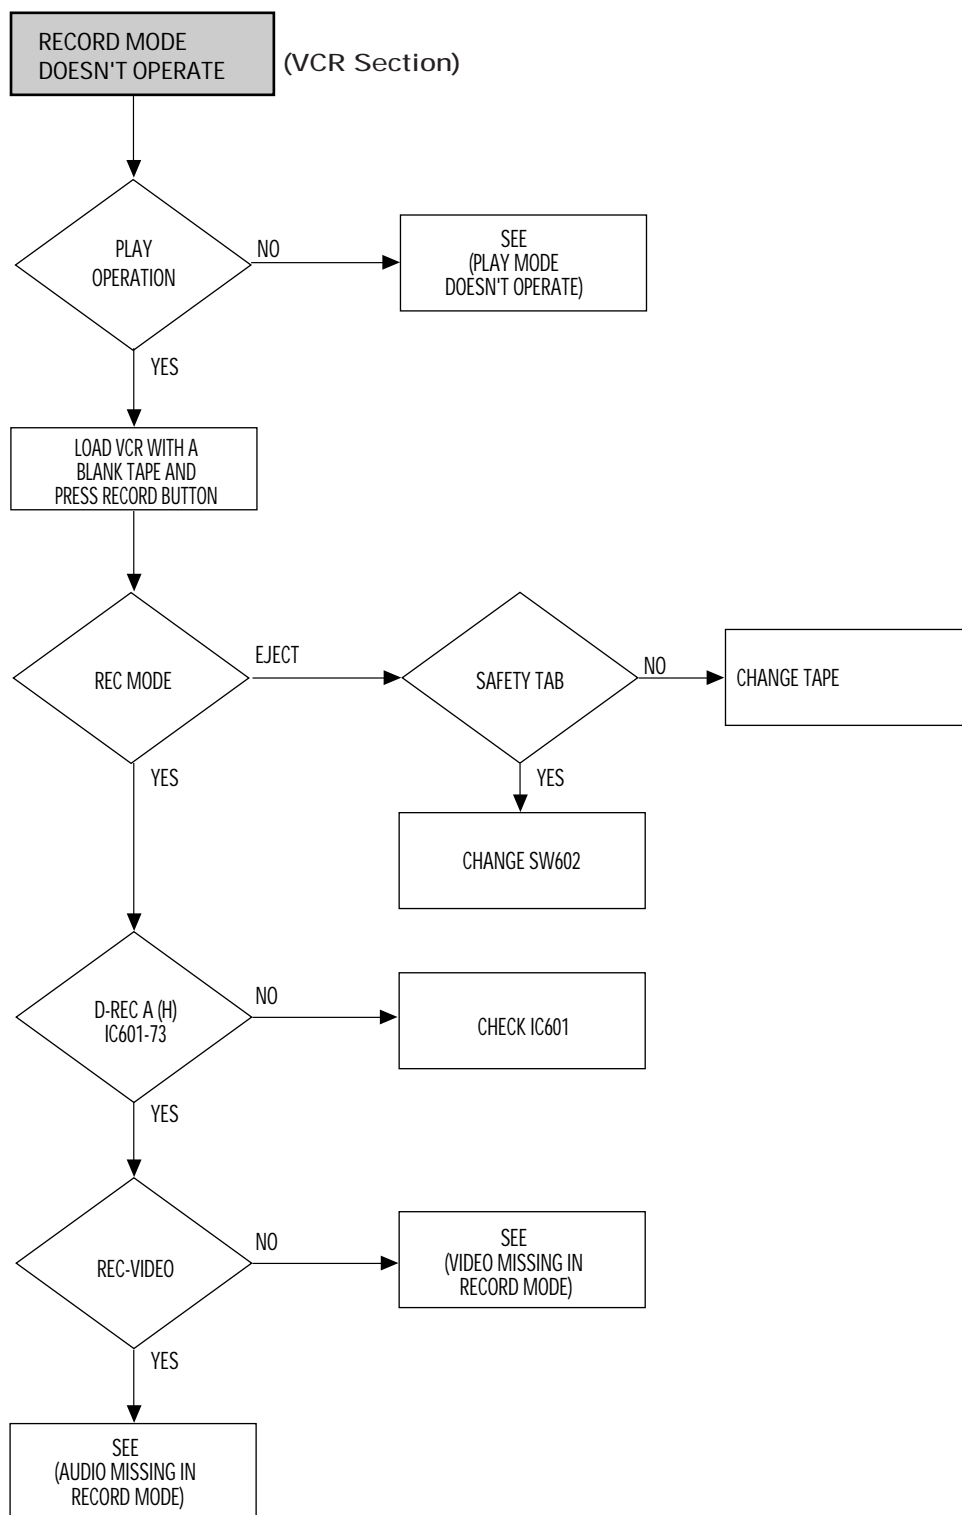 RECORD MODE
DOESN'T OPERATE
(VCR Section)
PLAY
OPERATION
NO
SEE
(PLAY MODE
DOESN'T OPERATE)
YES
LOAD VCR WITH A
BLANK TAPE AND
PRESS RECORD BUTTON
REC MODE
EJECT
SAFETY TAB
NO
CHANGE TAPE
YES
YES
CHANGE SW602
D-REC A (H)
IC601-73
NO
CHECK IC601
YES
REC-VIDEO
NO
SEE
(VIDEO MISSING IN
RECORD MODE)
YES
SEE
(AUDIO MISSING IN
RECORD MODE)